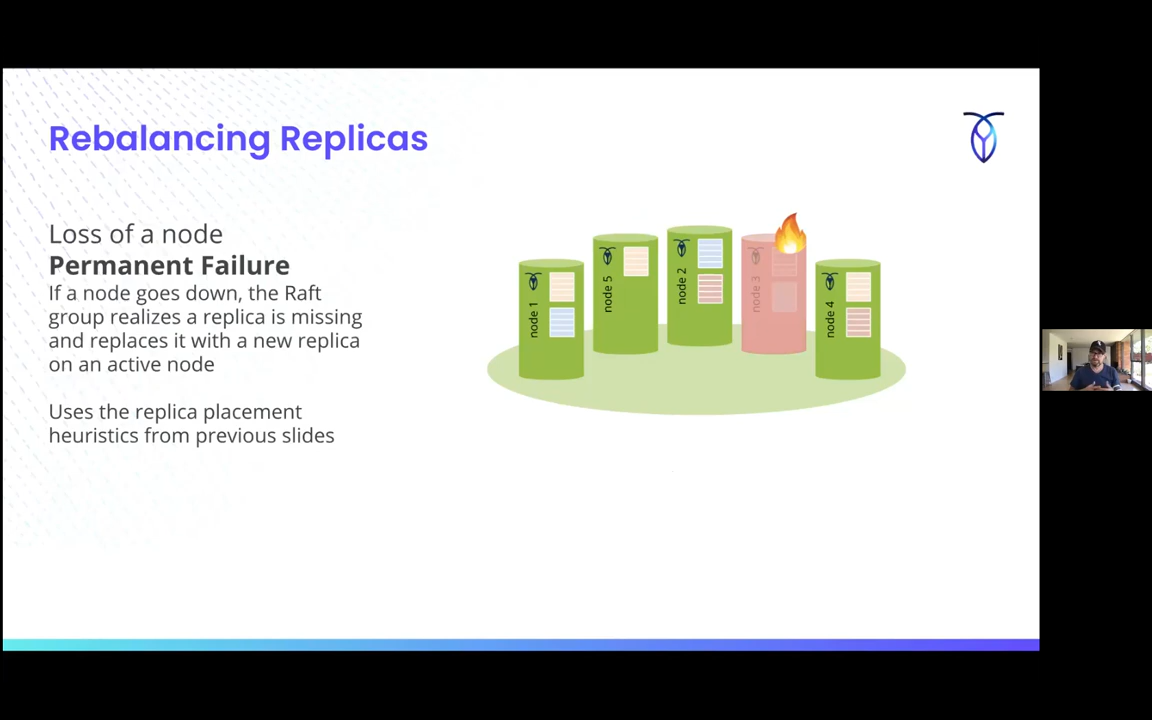 Rebalancing Replicas
Loss of a node
Permanent Failure
If a node goes down, the Raft
group realizes a replica is missing
and replaces it with a new replica
on an active node
Uses the replica placement
heuristics from previous slides
node 1
node 5
node 2
node 3
node 4